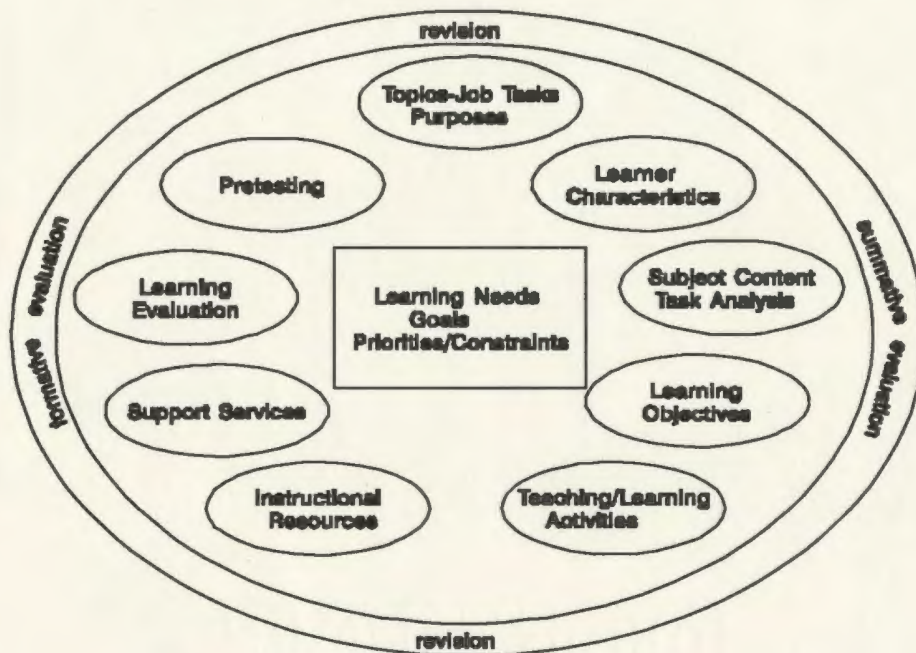 revision
Topics-Job Tasks
Purposes
Pretesting
Learner
Characteristics
formative evaluation
summative evaluation
Learning
Evaluation
Learning Needs
Goals
Priorities/Constraints
Subject Content
Task Analysis
Support Services
Learning
Objectives
Instructional
Resources
Teaching/Learning
Activities
revision